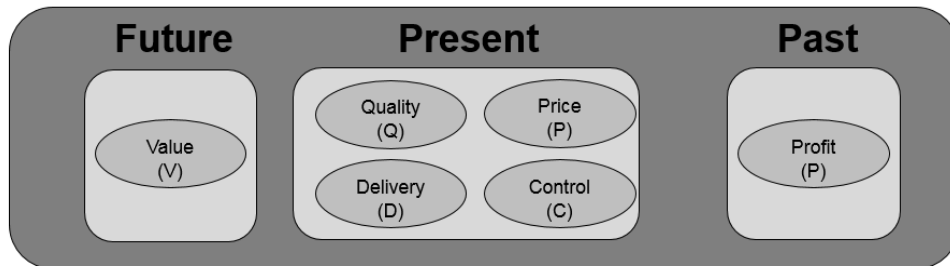 Future
Present
Past
Value
(V)
Quality
(Q)
Price
(P)
Delivery
(D)
Control
(C)
Profit
(P)